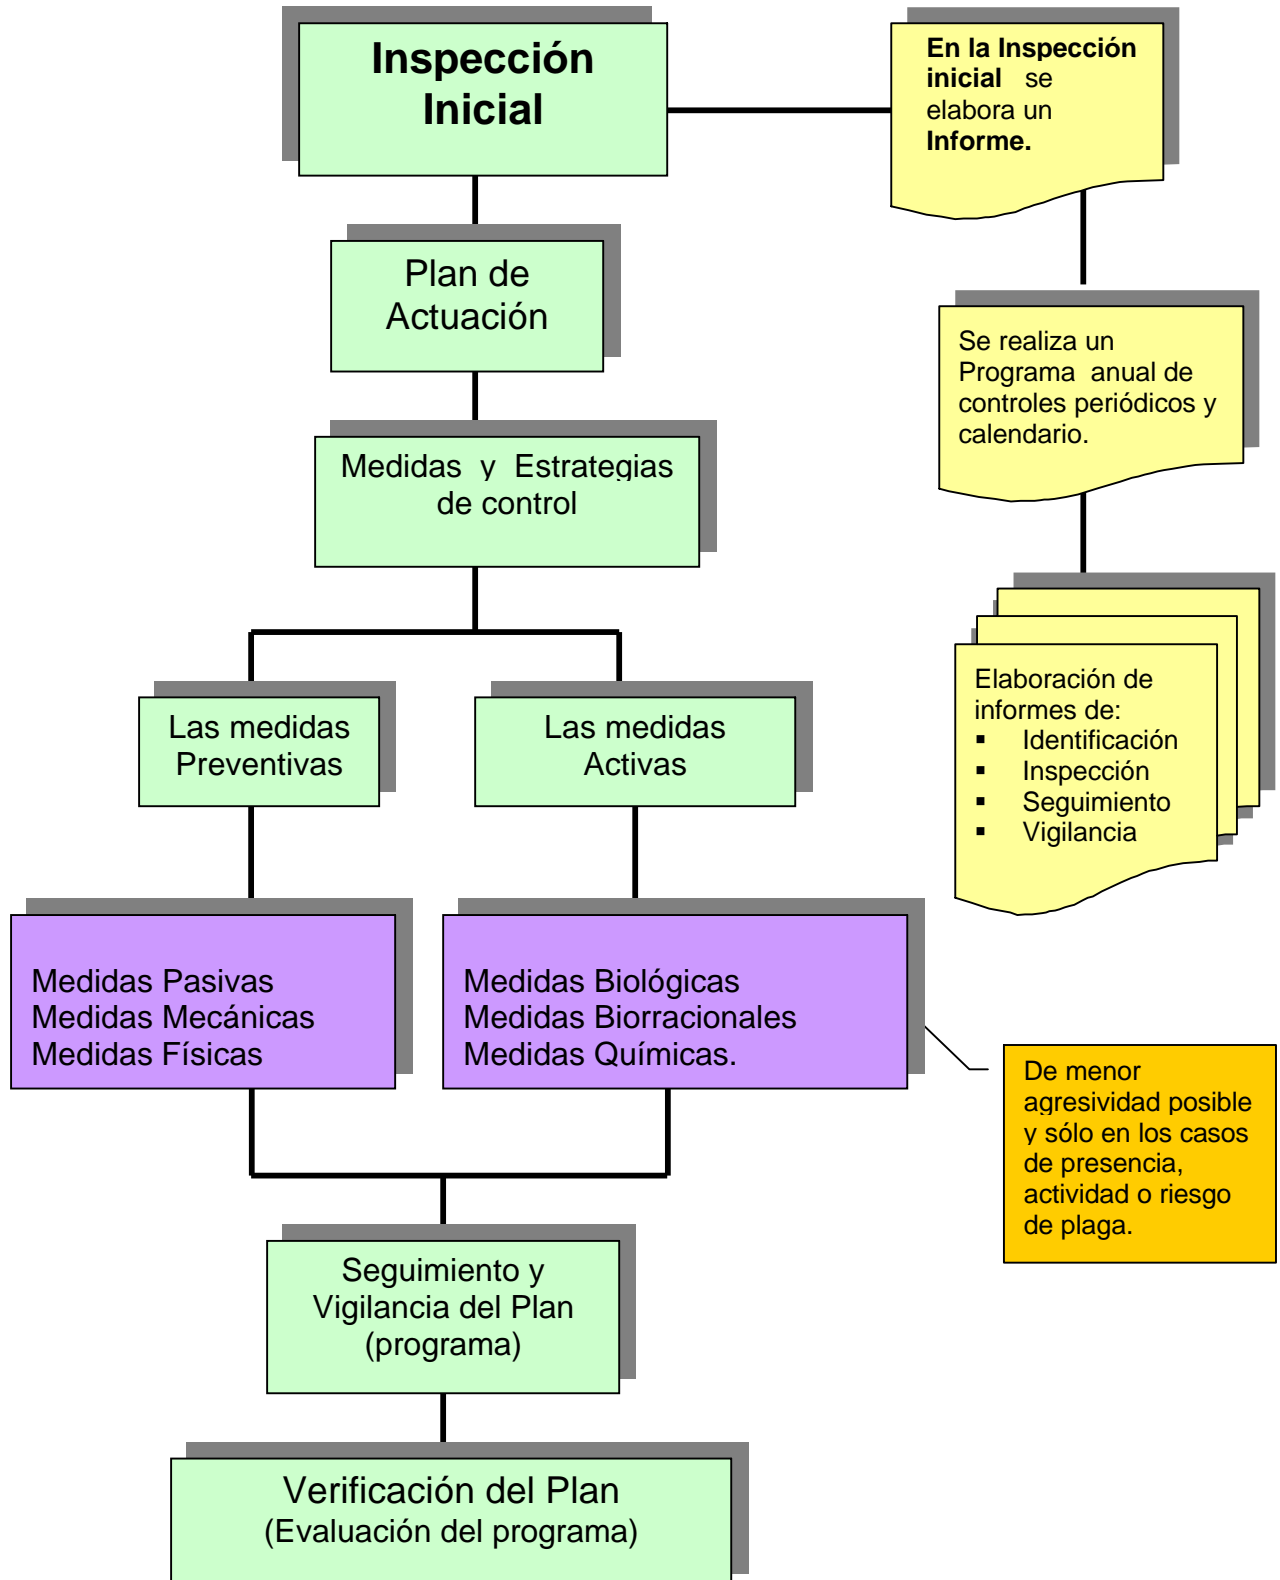 Inspección
Inicial
En la Inspección
inicial se
elabora un
Informe.
Plan de
Actuación
Se realiza un
Programa anual de
controles periódicos y
calendario.
Medidas y Estrategias
de control
Elaboración de
informes de:
▪ Identificación
▪ Inspección
▪ Seguimiento
▪ Vigilancia
Las medidas
Preventivas
Las medidas
Activas
Medidas Pasivas
Medidas Mecánicas
Medidas Físicas
Medidas Biológicas
Medidas Biorracionales
Medidas Químicas.
De menor
agresividad posible
y sólo en los casos
de presencia,
actividad o riesgo
de plaga.
Seguimiento y
Vigilancia del Plan
(programa)
Verificación del Plan
(Evaluación del programa)